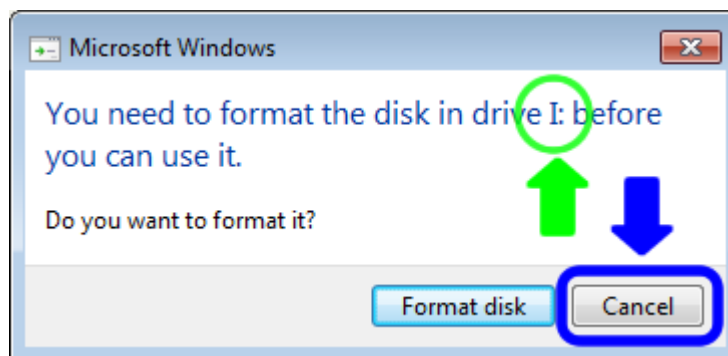 Microsoft Windows
You need to format the disk in drive I: before
you can use it.
Do you want to format it?
Format disk
Cancel